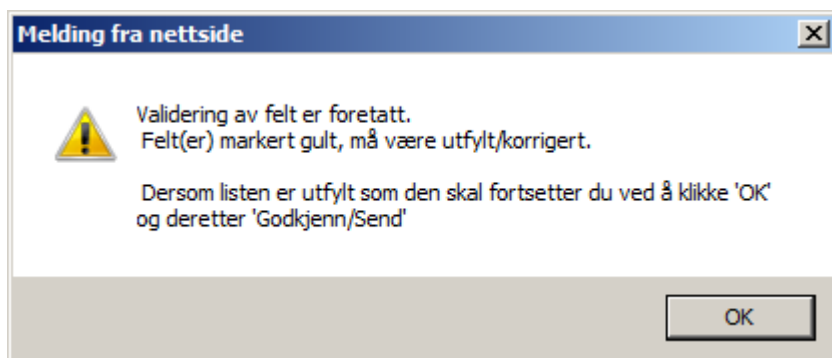 Melding fra nettside
Validering av felt er foretatt.
Felt(er) markert gult, må være utfylt/korrigert.
Dersom listen er utfylt som den skal fortsetter du ved å klikke 'OK'
og deretter 'Godkjenn/Send'
OK